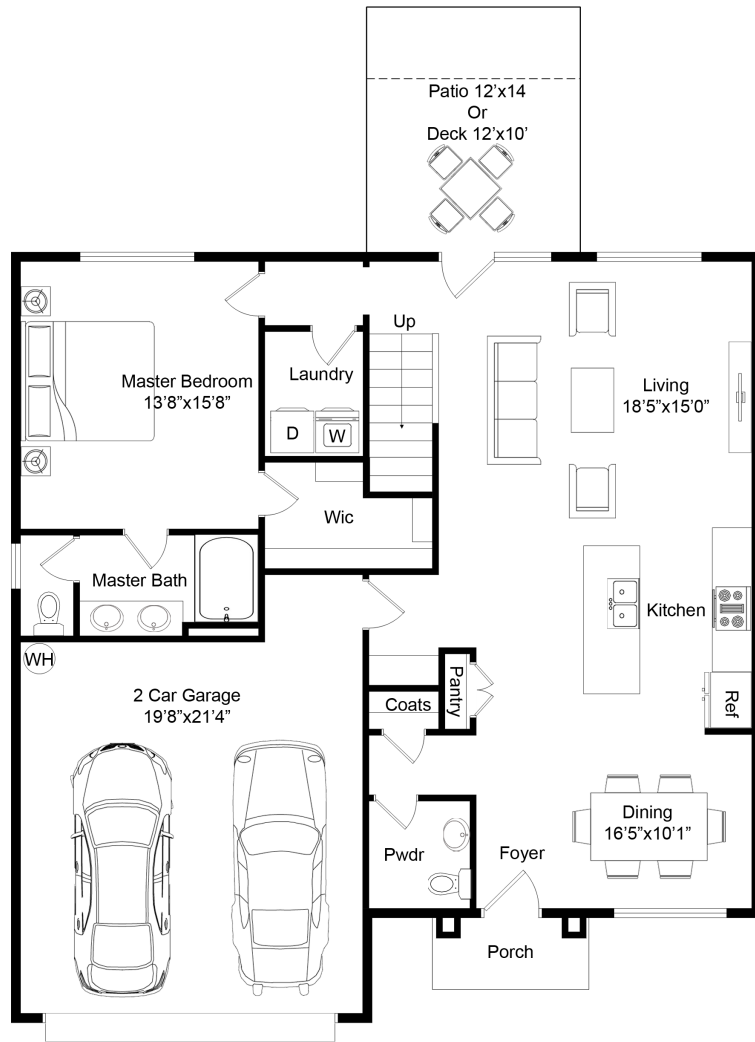 Patio 12'x14
Or
Deck 12'x10'
Up
Master Bedroom
13'8"x15'8"
Laundry
D
W
Living
18'5"x15'0"
Wic
Master Bath
Kitchen
WH
2 Car Garage
19'8"x21'4"
Coats
Pantry
Ref
Dining
16'5"x10'1"
Pwdr
Foyer
Porch